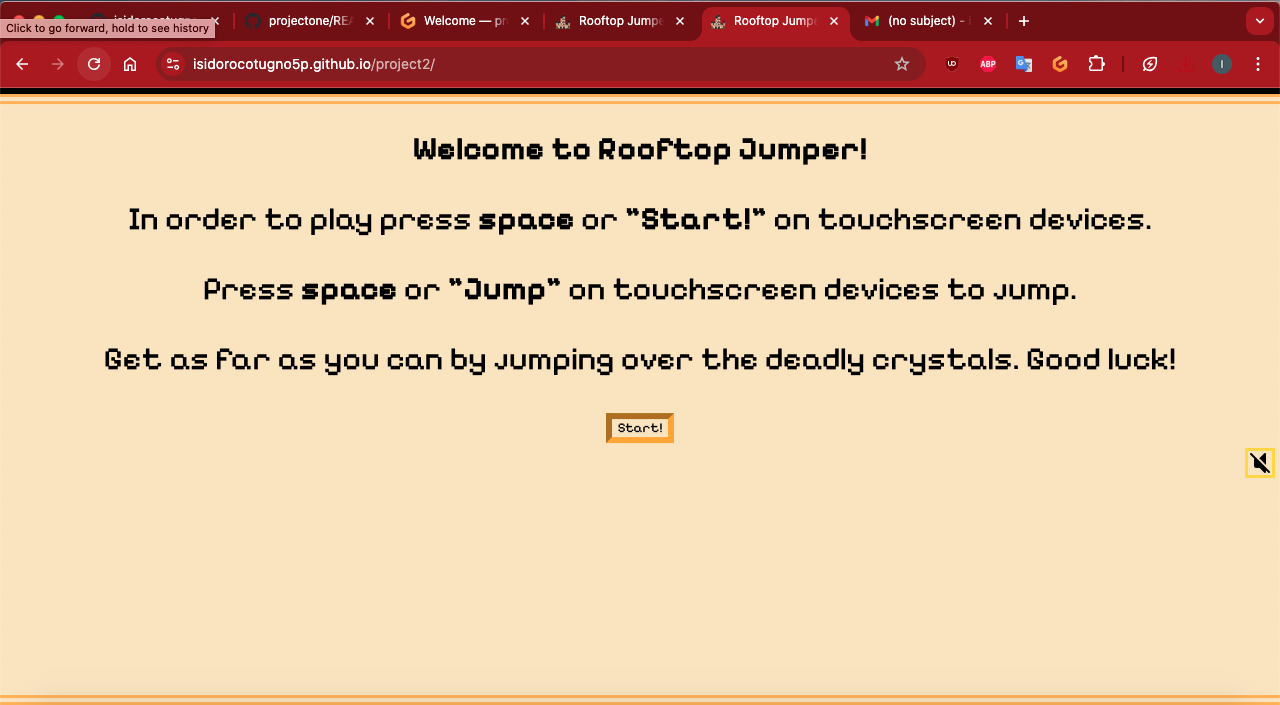 isidorocotugn
projectone/REA
Welcome — pr
Rooftop Jumpe
Rooftop Jumpe
(no subject) -
Click to go forward, hold to see history
isidorocotugno5p.github.io/project2/
UD
ABP
G
I
Welcome to Rooftop Jumper!
In order to play press space or "Start!" on touchscreen devices.
Press space or "Jump" on touchscreen devices to jump.
Get as far as you can by jumping over the deadly crystals. Good luck!
Start!